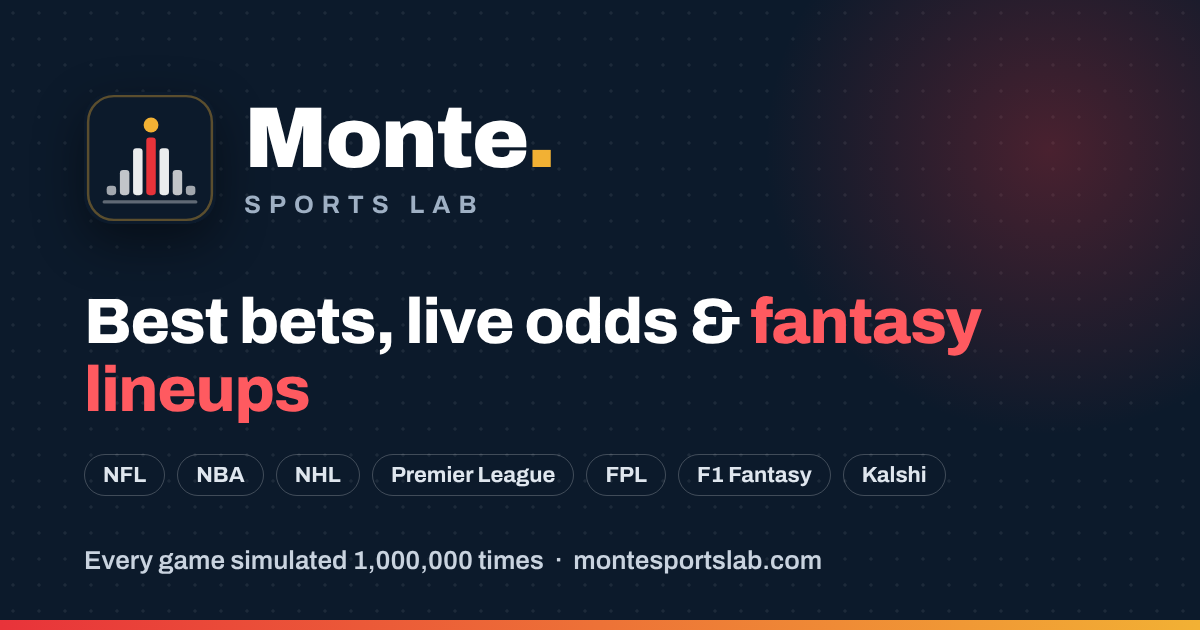 Monte.
SPORTS LAB
Best bets, live odds & fantasy
lineups
NFL NBA NHL Premier League FPL F1 Fantasy Kalshi
Every game simulated 1,000,000 times · montesportslab.com